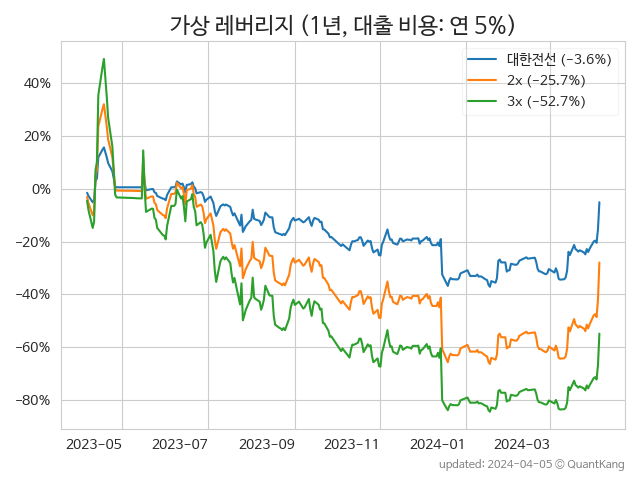 가상 레버리지 (1년, 대출 비용: 연 5%)
대한전선 (−3.6%)
2x (−25.7%)
3x (−52.7%)
40%
20%
0%
−20%
−40%
−60%
−80%
2023-05 2023-07 2023-09 2023-11 2024-01 2024-03
updated: 2024-04-05 © QuantKang